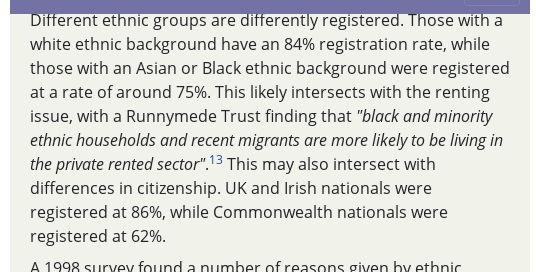 Different ethnic groups are differently registered. Those with a
white ethnic background have an 84% registration rate, while
those with an Asian or Black ethnic background were registered
at a rate of around 75%. This likely intersects with the renting
issue, with a Runnymede Trust finding that "black and minority
ethnic households and recent migrants are more likely to be living in
the private rented sector".13 This may also intersect with
differences in citizenship. UK and Irish nationals were
registered at 86%, while Commonwealth nationals were
registered at 62%.
A 1998 survey found a number of reasons given by ethnic